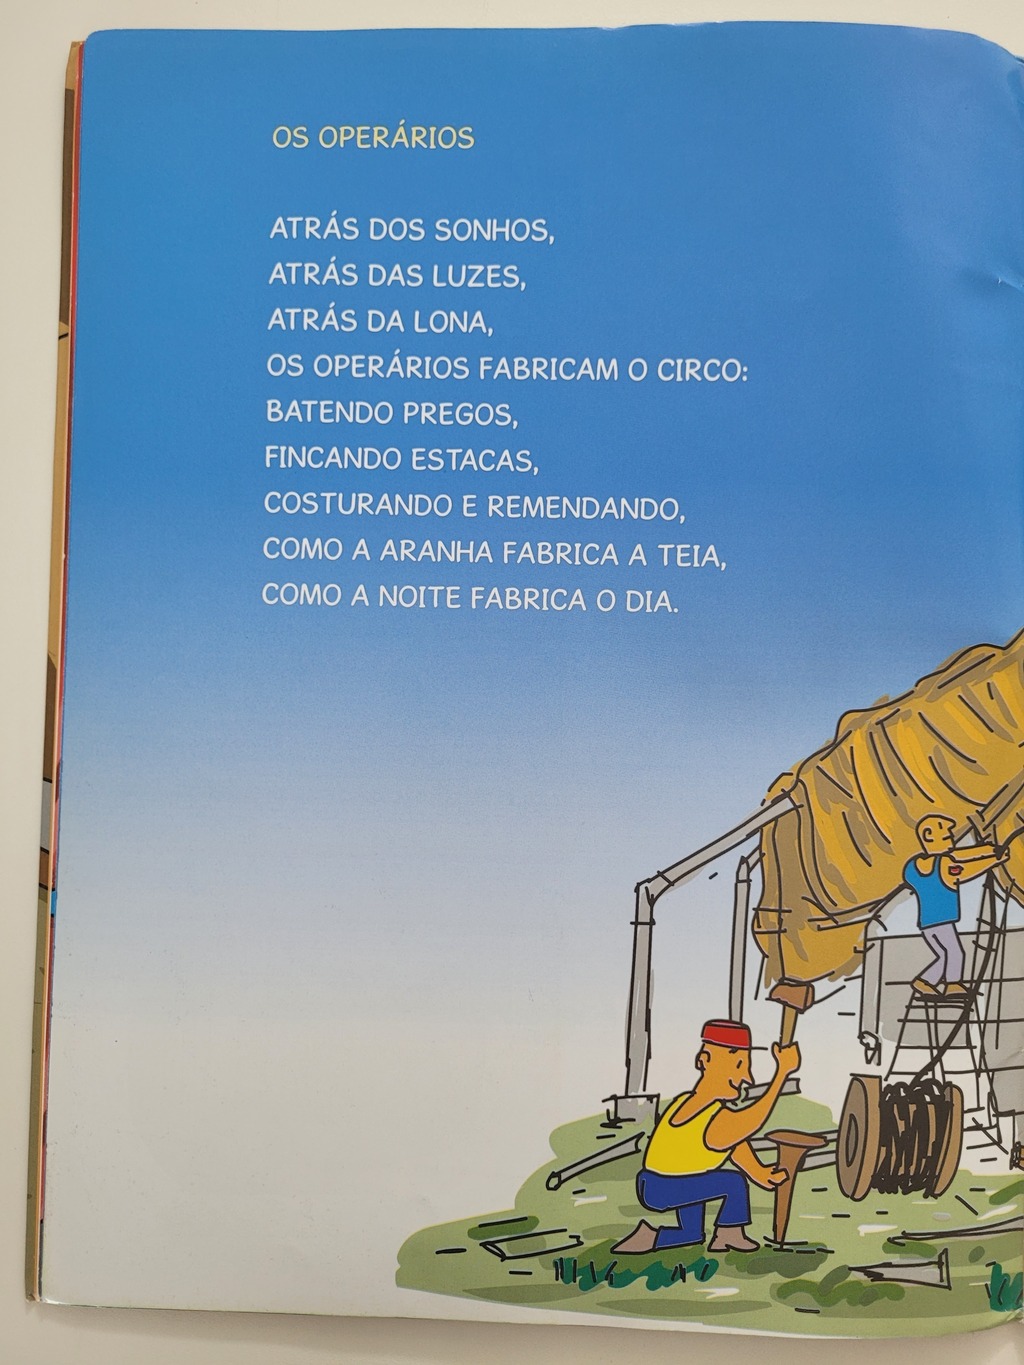 OS OPERÁRIOS
ATRÁS DOS SONHOS,
ATRÁS DAS LUZES,
ATRÁS DA LONA,
OS OPERÁRIOS FABRICAM O CIRCO:
BATENDO PREGOS,
FINCANDO ESTACAS,
COSTURANDO E REMENDANDO,
COMO A ARANHA FABRICA A TEIA,
COMO A NOITE FABRICA O DIA.